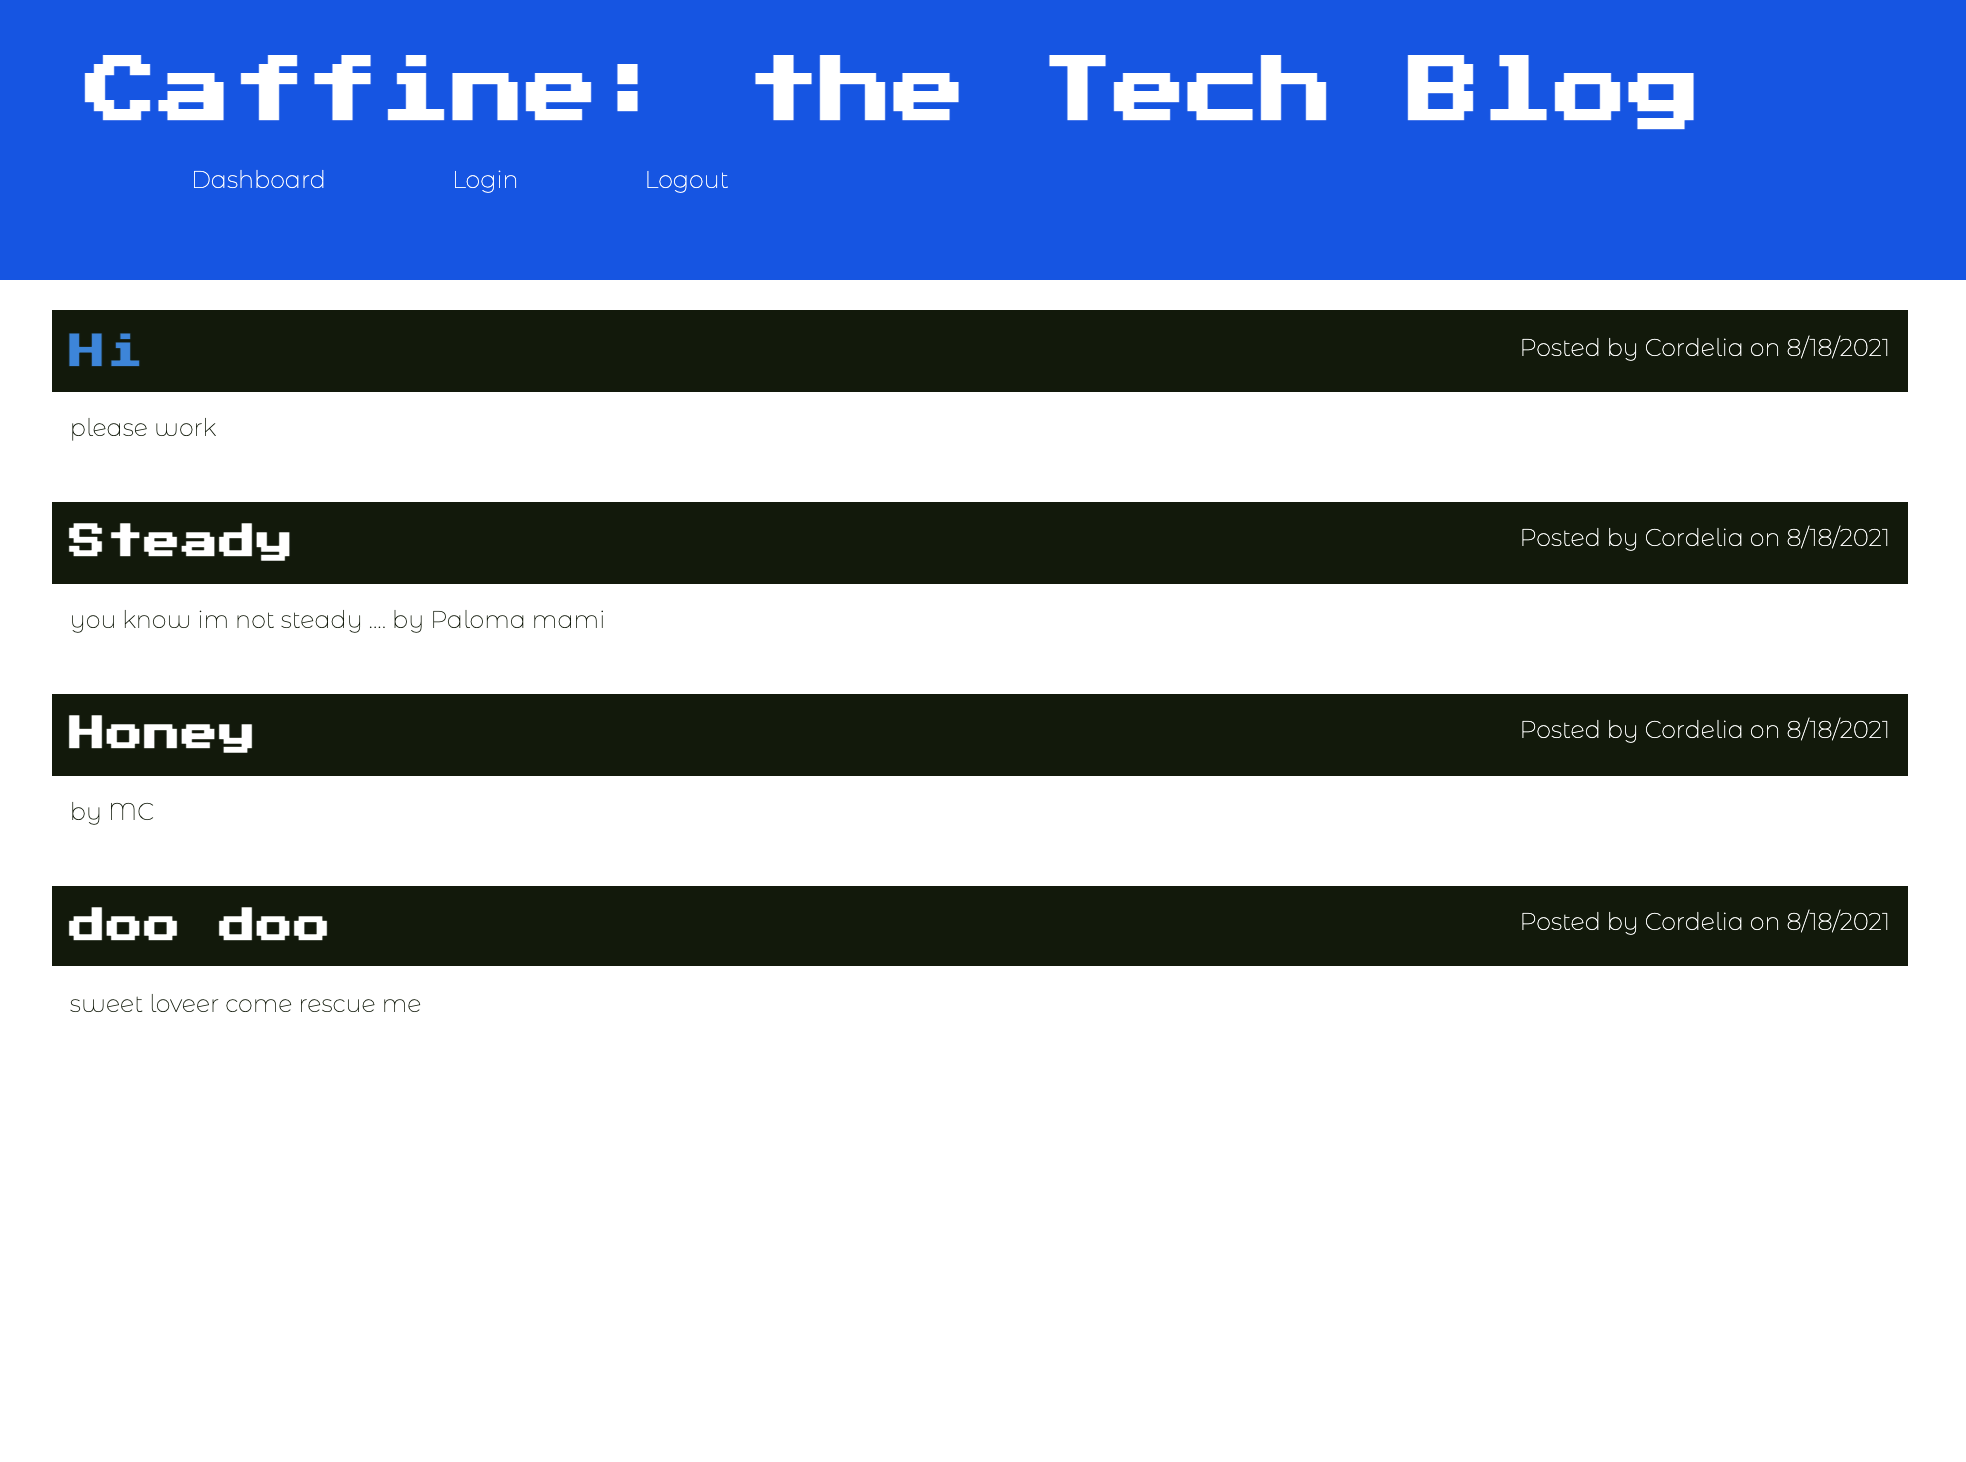 Caffine: the Tech Blog
Dashboard Login Logout
Hi Posted by Cordelia on 8/18/2021
please work
Steady Posted by Cordelia on 8/18/2021
you know im not steady .... by Paloma mami
Honey Posted by Cordelia on 8/18/2021
by MC
doo doo Posted by Cordelia on 8/18/2021
sweet loveer come rescue me